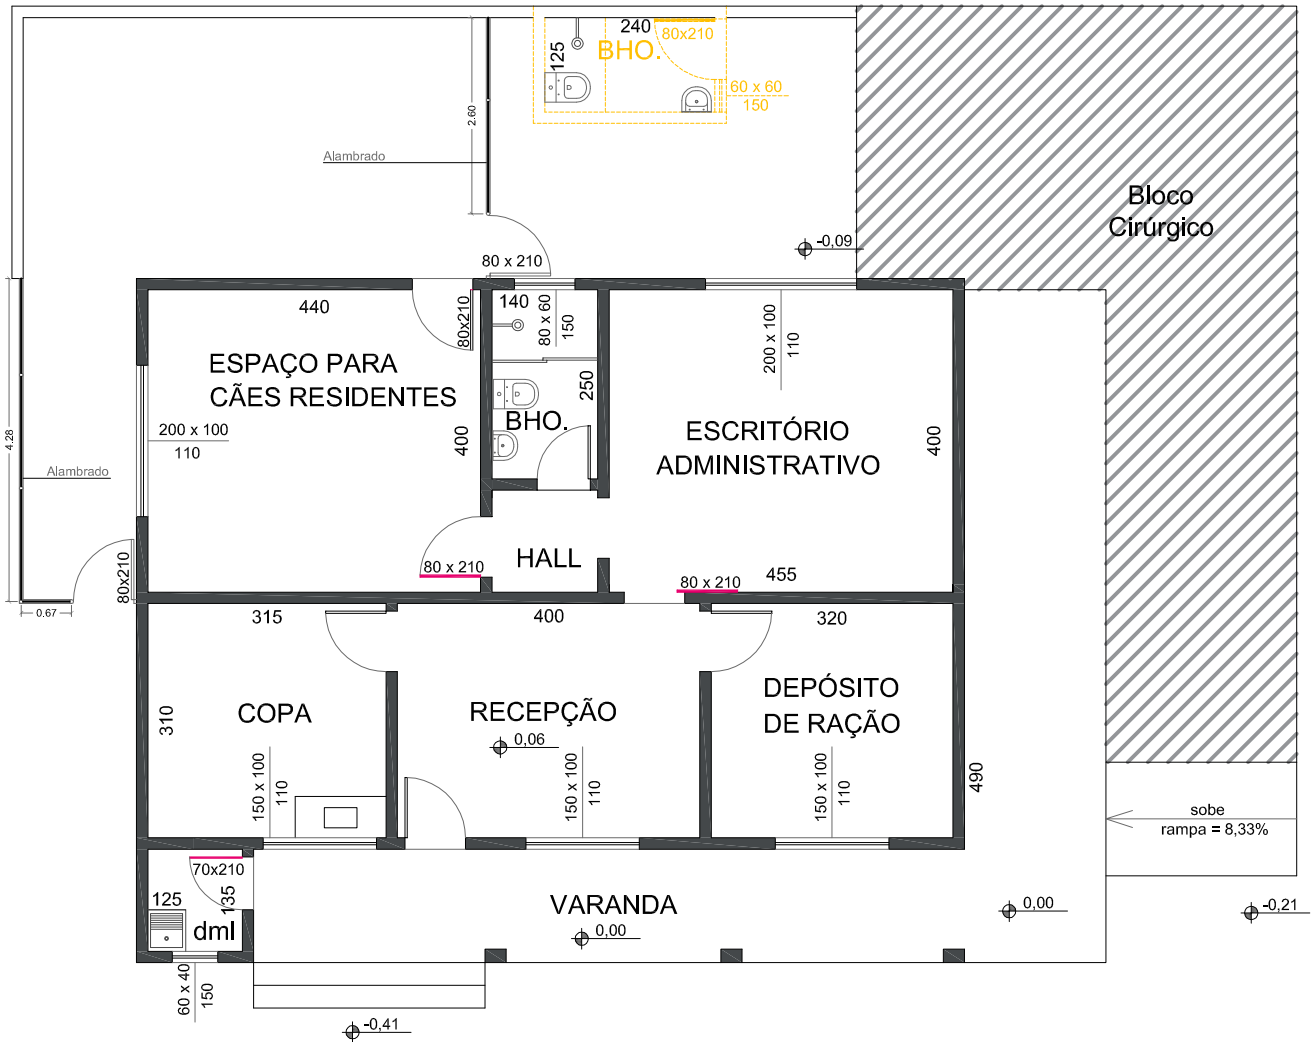 240
80x210
BHO.
125
60 x 60
150
2.60
Alambrado
Bloco
Cirúrgico
-0,09
80 x 210
440
80x210
140
80 x 60
150
200 x 100
110
ESPAÇO PARA
CÃES RESIDENTES
250
BHO.
4.28
200 x 100
110
400
ESCRITÓRIO
ADMINISTRATIVO
400
Alambrado
HALL
80x210
80 x 210
80 x 210
455
0.67
315
400
320
310
COPA
RECEPÇÃO
DEPÓSITO
DE RAÇÃO
0,06
150 x 100
110
150 x 100
110
150 x 100
110
490
sobe
rampa = 8,33%
70x210
125
135
dml
VARANDA
0,00
0,00
-0,21
60 x 40
150
-0,41